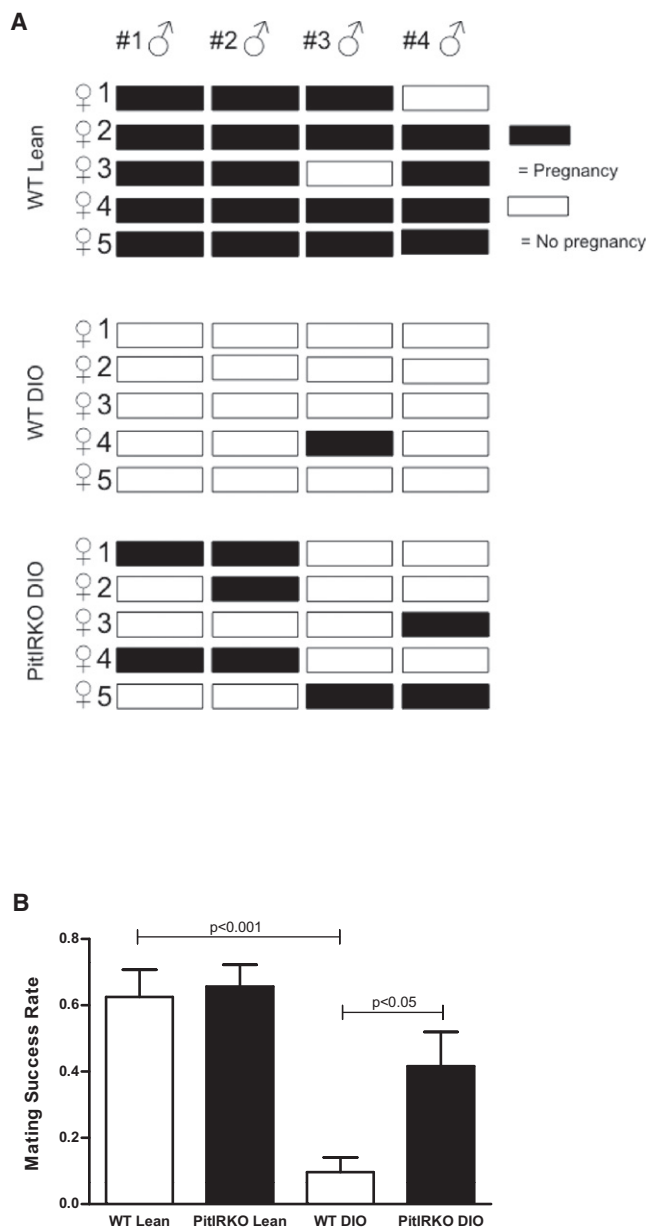 A
#1 ♂ #2 ♂ #3 ♂ #4 ♂
WT Lean
♀ 1
♀ 2
♀ 3
♀ 4
♀ 5
= Pregnancy
= No pregnancy
WT DIO
♀ 1
♀ 2
♀ 3
♀ 4
♀ 5
PitIRKO DIO
♀ 1
♀ 2
♀ 3
♀ 4
♀ 5
B
Mating Success Rate
0.8
0.6
0.4
0.2
0.0
p<0.001
p<0.05
WT Lean PitIRKO Lean WT DIO PitIRKO DIO